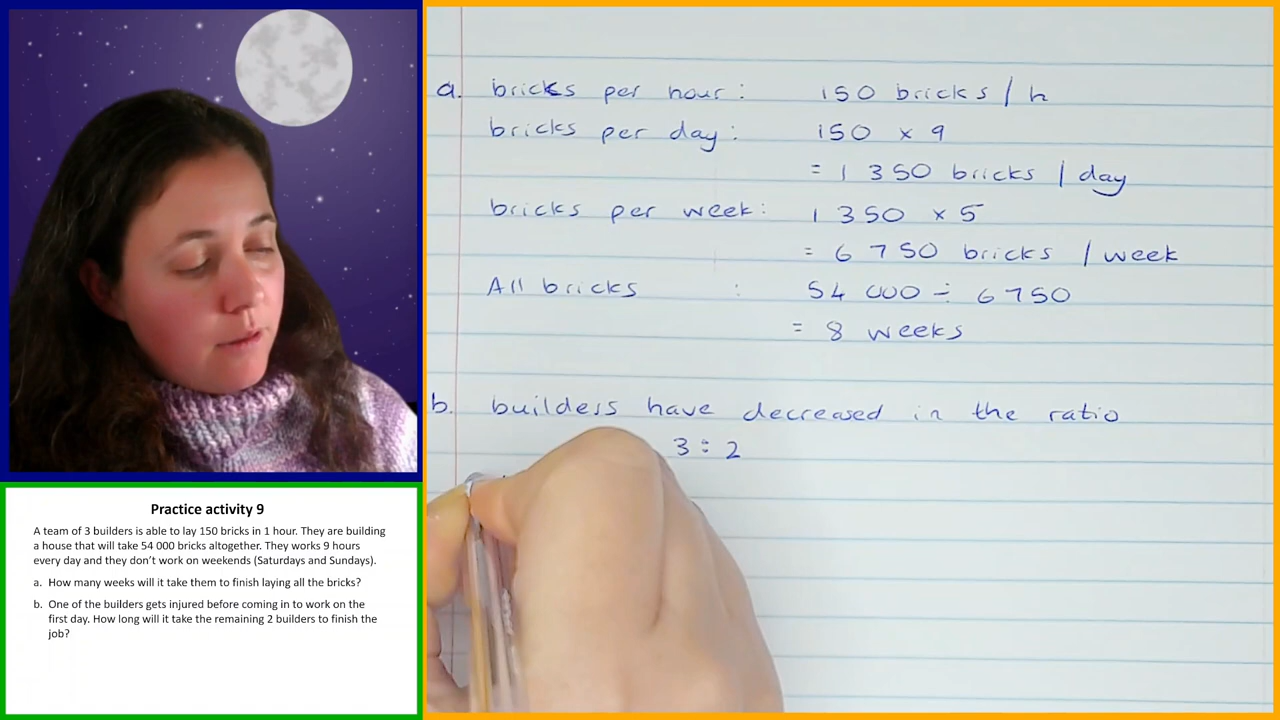 a. bricks per hour: 150 bricks / h
bricks per day: 150 × 9
= 1 350 bricks / day
bricks per week: 1 350 × 5
= 6 750 bricks / week
All bricks : 54 000 ÷ 6 750
= 8 weeks
b. builders have decreased in the ratio
3 : 2
Practice activity 9
A team of 3 builders is able to lay 150 bricks in 1 hour. They are building
a house that will take 54 000 bricks altogether. They works 9 hours
every day and they don't work on weekends (Saturdays and Sundays).
a. How many weeks will it take them to finish laying all the bricks?
b. One of the builders gets injured before coming in to work on the
first day. How long will it take the remaining 2 builders to finish the
job?